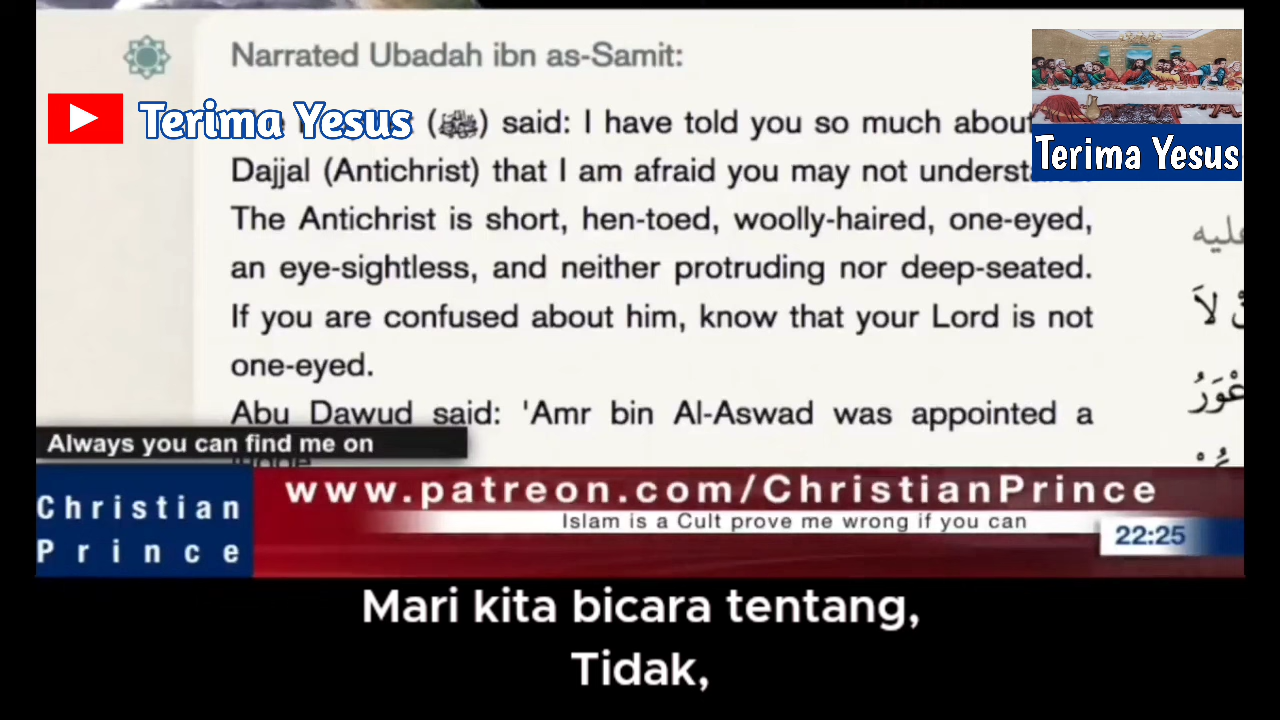 Narrated Ubadah ibn as-Samit:
Terima Yesus
(ﷺ) said: I have told you so much about
Terima Yesus
Dajjal (Antichrist) that I am afraid you may not
The Antichrist is short, hen-toed, woolly-haired, one-eyed,
an eye-sightless, and neither protruding nor deep-seated.
If you are confused about him, know that your Lord is not
one-eyed.
Abu Dawud said: 'Amr bin Al-Aswad was appointed a
عليه
لاَ
Always you can find me on
Christian
Prince
www.patreon.com/ChristianPrince
Islam is a Cult prove me wrong if you can
22:25
Mari kita bicara tentang,
Tidak,